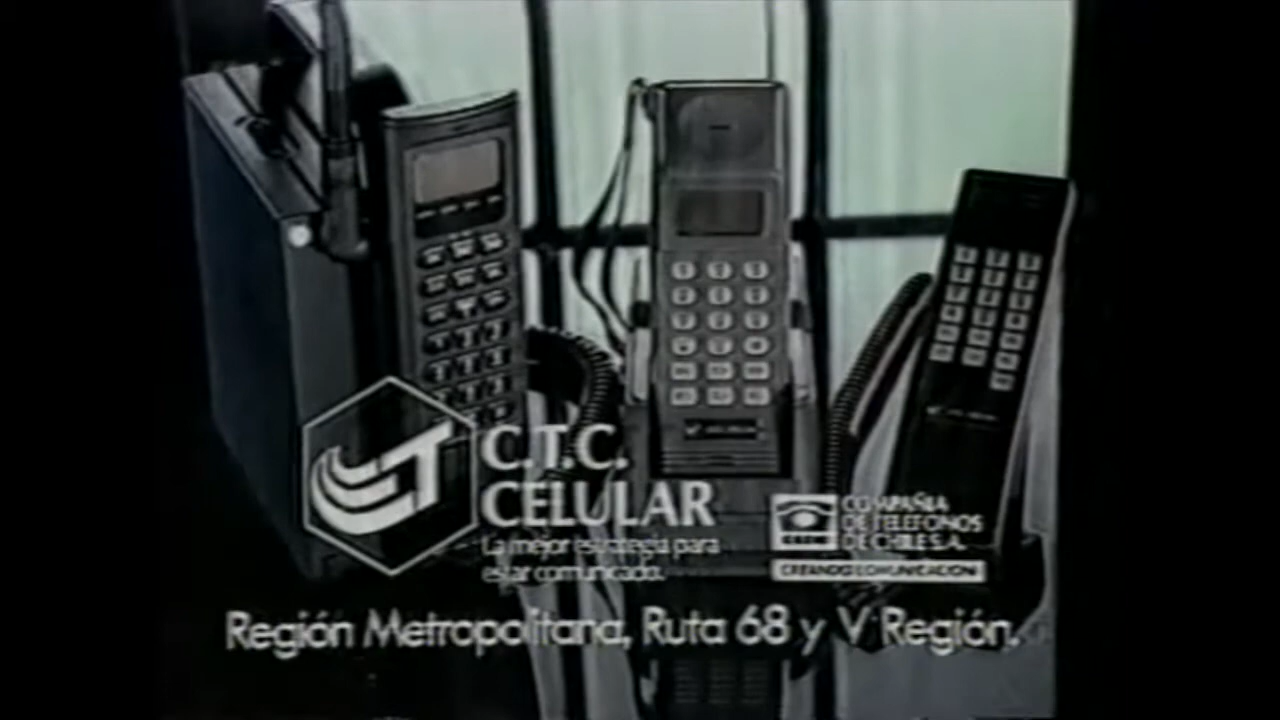 C.T.C.
CELULAR
La mejor estrategia para
estar comunicado.
COMPAÑIA
DE TELEFONOS
DE CHILE S.A.
CREANDO COMUNICACION
Región Metropolitana, Ruta 68 y V Región.